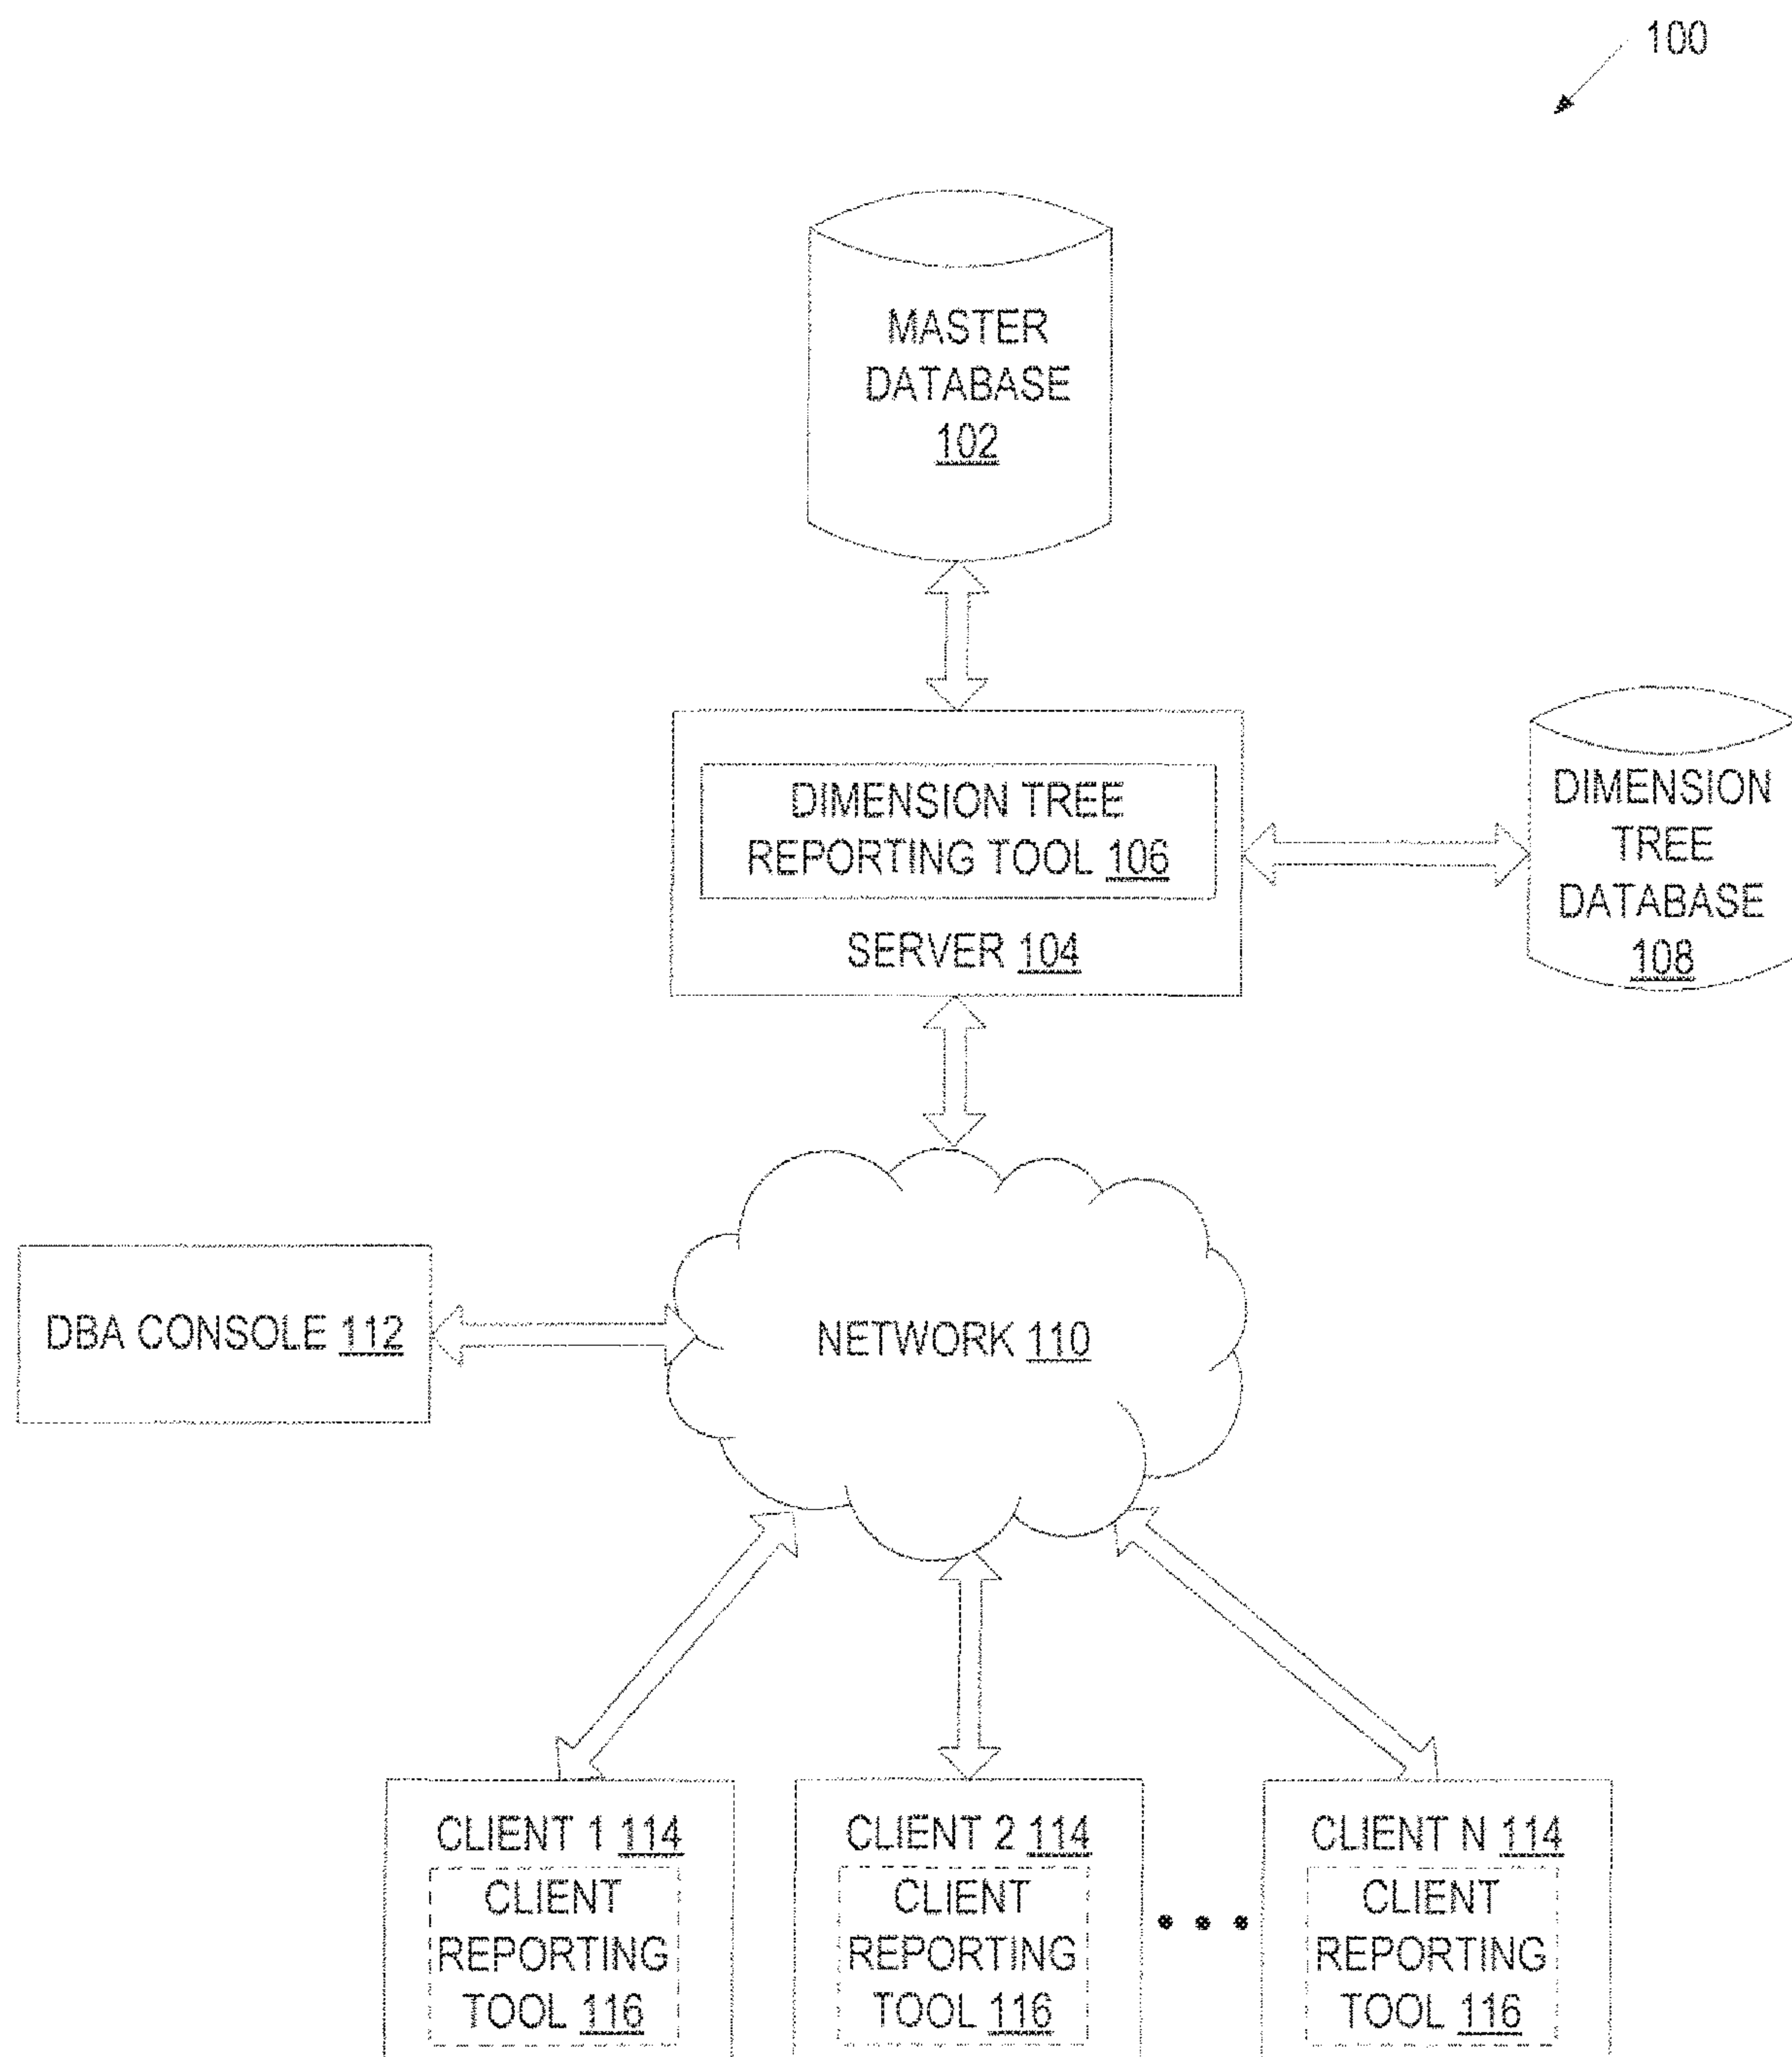 100
MASTER
DATABASE
102
DIMENSION TREE
REPORTING TOOL 106
SERVER 104
DIMENSION
TREE
DATABASE
108
DBA CONSOLE 112
NETWORK 110
CLIENT 1 114
CLIENT
REPORTING
TOOL 116
CLIENT 2 114
CLIENT
REPORTING
TOOL 116
CLIENT N 114
CLIENT
REPORTING
TOOL 116